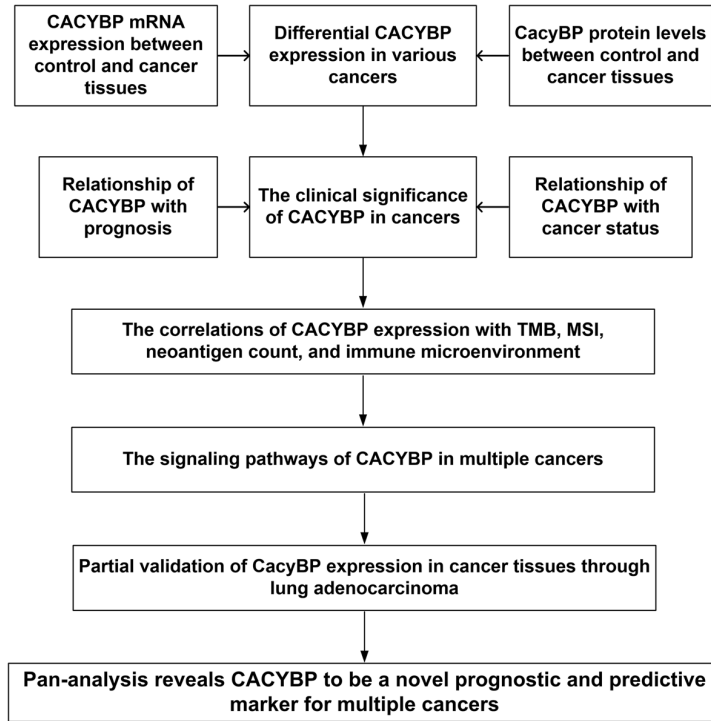 CACYBP mRNA
expression between
control and cancer
tissues
Differential CACYBP
expression in various
cancers
CacyBP protein levels
between control and
cancer tissues
Relationship of
CACYBP with
prognosis
The clinical significance
of CACYBP in cancers
Relationship of
CACYBP with
cancer status
The correlations of CACYBP expression with TMB, MSI,
neoantigen count, and immune microenvironment
The signaling pathways of CACYBP in multiple cancers
Partial validation of CacyBP expression in cancer tissues through
lung adenocarcinoma
Pan-analysis reveals CACYBP to be a novel prognostic and predictive
marker for multiple cancers